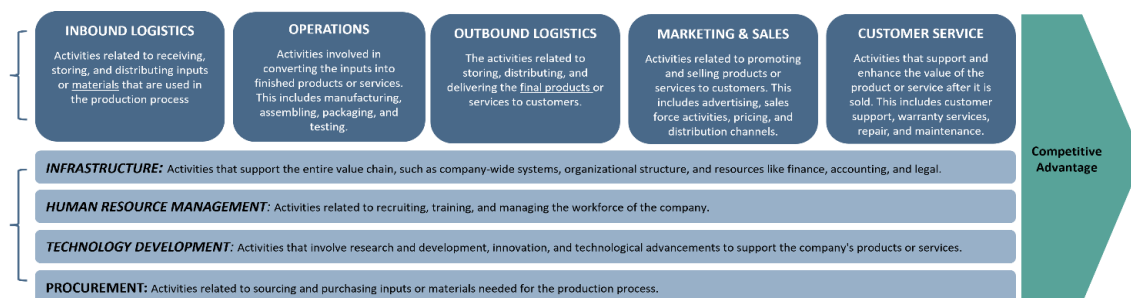 INBOUND LOGISTICS
Activities related to receiving,
storing, and distributing inputs
or materials that are used in
the production process
OPERATIONS
Activities involved in
converting the inputs into
finished products or services.
This includes manufacturing,
assembling, packaging, and
testing.
OUTBOUND LOGISTICS
The activities related to
storing, distributing, and
delivering the final products or
services to customers.
MARKETING & SALES
Activities related to promoting
and selling products or
services to customers. This
includes advertising, sales
force activities, pricing, and
distribution channels.
CUSTOMER SERVICE
Activities that support and
enhance the value of the
product or service after it is
sold. This includes customer
support, warranty services,
repair, and maintenance.
INFRASTRUCTURE: Activities that support the entire value chain, such as company-wide systems, organizational structure, and resources like finance, accounting, and legal.
HUMAN RESOURCE MANAGEMENT: Activities related to recruiting, training, and managing the workforce of the company.
TECHNOLOGY DEVELOPMENT: Activities that involve research and development, innovation, and technological advancements to support the company's products or services.
PROCUREMENT: Activities related to sourcing and purchasing inputs or materials needed for the production process.
Competitive
Advantage